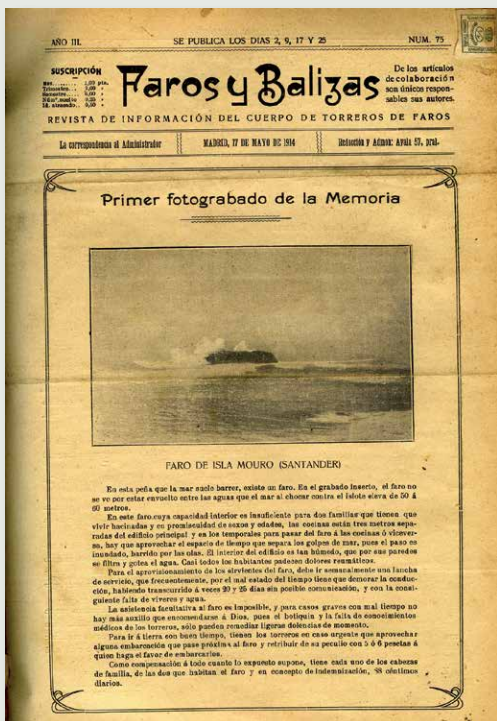 AÑO III.
SE PUBLICA LOS DIAS 2, 9, 17 Y 25
NUM. 75
SUSCRIPCIÓN
Faros y Balizas
De los artículos
de colaboración
son únicos respon-
sables sus autores.
REVISTA DE INFORMACIÓN DEL CUERPO DE TORREROS DE FAROS
La correspondencia al Administrador
MADRID, 17 DE MAYO DE 1914
Redacción y Admón: Ayala 57, pral.
Primer fotograbado de la Memoria
FARO DE ISLA MOURO (SANTANDER)
En esta peña que la mar suele barrer, existe un faro. En el grabado inserto, el faro no
se ve por estar envuelto entre las aguas que el mar al chocar contra el islote eleva de 50 á
60 metros.
En este faro cuya capacidad interior es insuficiente para dos familias que tienen que
vivir hacinadas y en promiscuidad de sexos y edades, las cocinas están tres metros sepa-
radas del edificio principal y en los temporales para pasar del faro á las cocinas ó vicever-
sa, hay que aprovechar el espacio de tiempo que separa los golpes de mar, pues el paso es
inundado, barrido por las olas. El interior del edificio es tan húmedo, que por sus paredes
se filtra y gotea el agua. Casi todos los habitantes padecen dolores reumáticos.
Para el aprovisionamiento de los sirvientes del faro, debe ir semanalmente una lancha
de servicio, que frecuentemente, por el mal estado del tiempo tiene que demorar la conduc-
ción, habiendo transcurrido á veces 20 y 25 días sin posible comunicación, y con la consi-
guiente falta de víveres y agua.
La asistencia facultativa al faro es imposible, y para casos graves con mal tiempo no
hay más auxilio que encomendarse á Dios, pues el botiquín y la falta de conocimientos
médicos de los torreros, sólo pueden remediar ligeras dolencias de momento.
Para ir á tierra con buen tiempo, tienen los torreros en caso urgente que aprovechar
alguna embarcación que pase próxima al faro y retribuir de su peculio con 5 ó 6 pesetas á
quien haga el favor de embarcarlos.
Como compensación á todo cuanto lo expuesto supone, tiene cada uno de los cabezas
de familia, de las dos que habitan el faro y en concepto de indemnización, 98 céntimos
diarios.